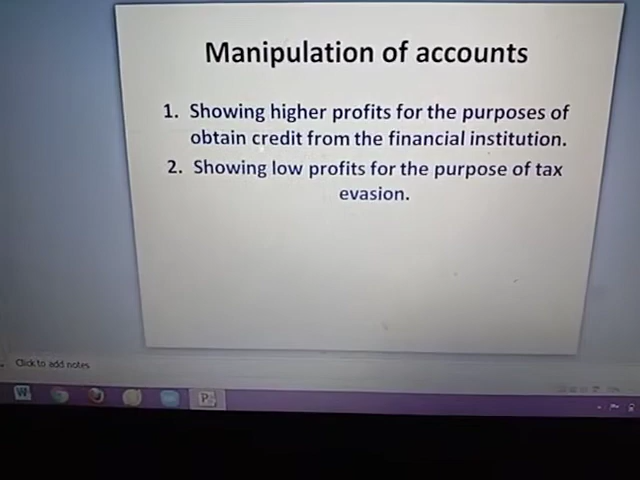 Manipulation of accounts
1. Showing higher profits for the purposes of
obtain credit from the financial institution.
2. Showing low profits for the purpose of tax
evasion.
Click to add notes